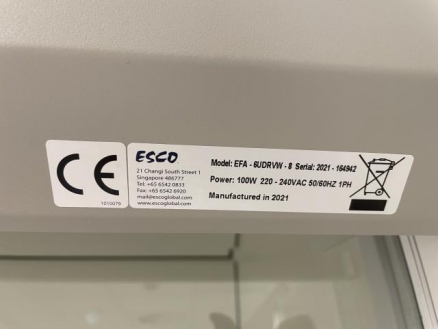 CE
1010079
ESCO
21 Changi South Street 1
Singapore 486777
Tel: +65 6542 0833
Fax: +65 6542 6920
mail@escoglobal.com
www.escoglobal.com
Model: EFA - 6UDRVW - 8 Serial: 2021 - 164942
Power: 100W 220 - 240VAC 50/60HZ 1PH
Manufactured in 2021